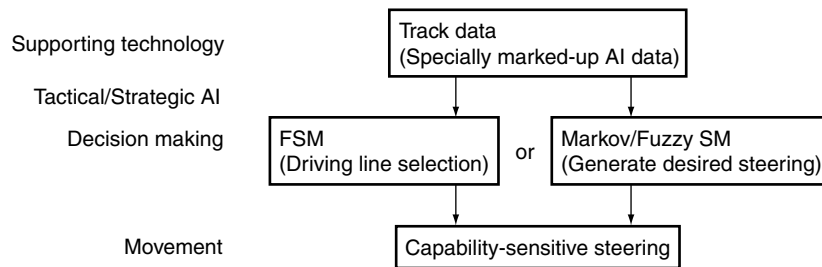 Supporting technology
Track data
(Specially marked-up AI data)
Tactical/Strategic AI
Decision making
FSM
(Driving line selection)
or
Markov/Fuzzy SM
(Generate desired steering)
Movement
Capability-sensitive steering